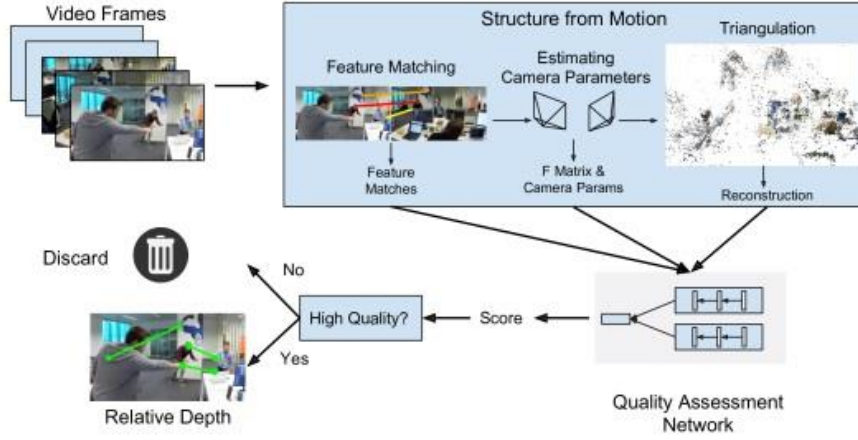 Video Frames
Structure from Motion
Feature Matching
Estimating
Camera Parameters
Triangulation
Feature
Matches
F Matrix &
Camera Params
Reconstruction
Discard
No
High Quality?
Score
Yes
Relative Depth
Quality Assessment
Network